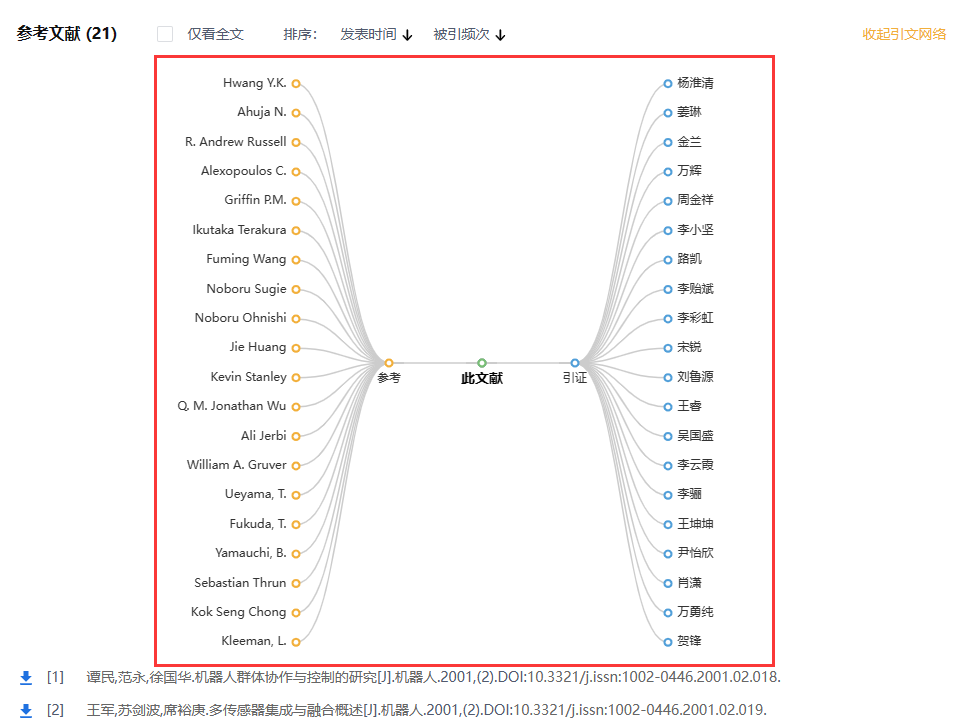 参考文献 (21) 仅看全文 排序： 发表时间 被引频次 收起引文网络
Hwang Y.K. 杨淮清
Ahuja N. 姜琳
R. Andrew Russell 金兰
Alexopoulos C. 万辉
Griffin P.M. 周金祥
Ikutaka Terakura 李小坚
Fuming Wang 路凯
Noboru Sugie 李贻斌
Noboru Ohnishi 李彩虹
Jie Huang 宋锐
参考 此文献 引证
Kevin Stanley 刘鲁源
Q. M. Jonathan Wu 王睿
Ali Jerbi 吴国盛
William A. Gruver 李云霞
Ueyama, T. 李骊
Fukuda, T. 王坤坤
Yamauchi, B. 尹怡欣
Sebastian Thrun 肖潇
Kok Seng Chong 万勇纯
Kleeman, L. 贺锋
[1] 谭民,范永,徐国华.机器人群体协作与控制的研究[J].机器人.2001,(2).DOI:10.3321/j.issn:1002-0446.2001.02.018.
[2] 王军,苏剑波,席裕庚.多传感器集成与融合概述[J].机器人.2001,(2).DOI:10.3321/j.issn:1002-0446.2001.02.019.